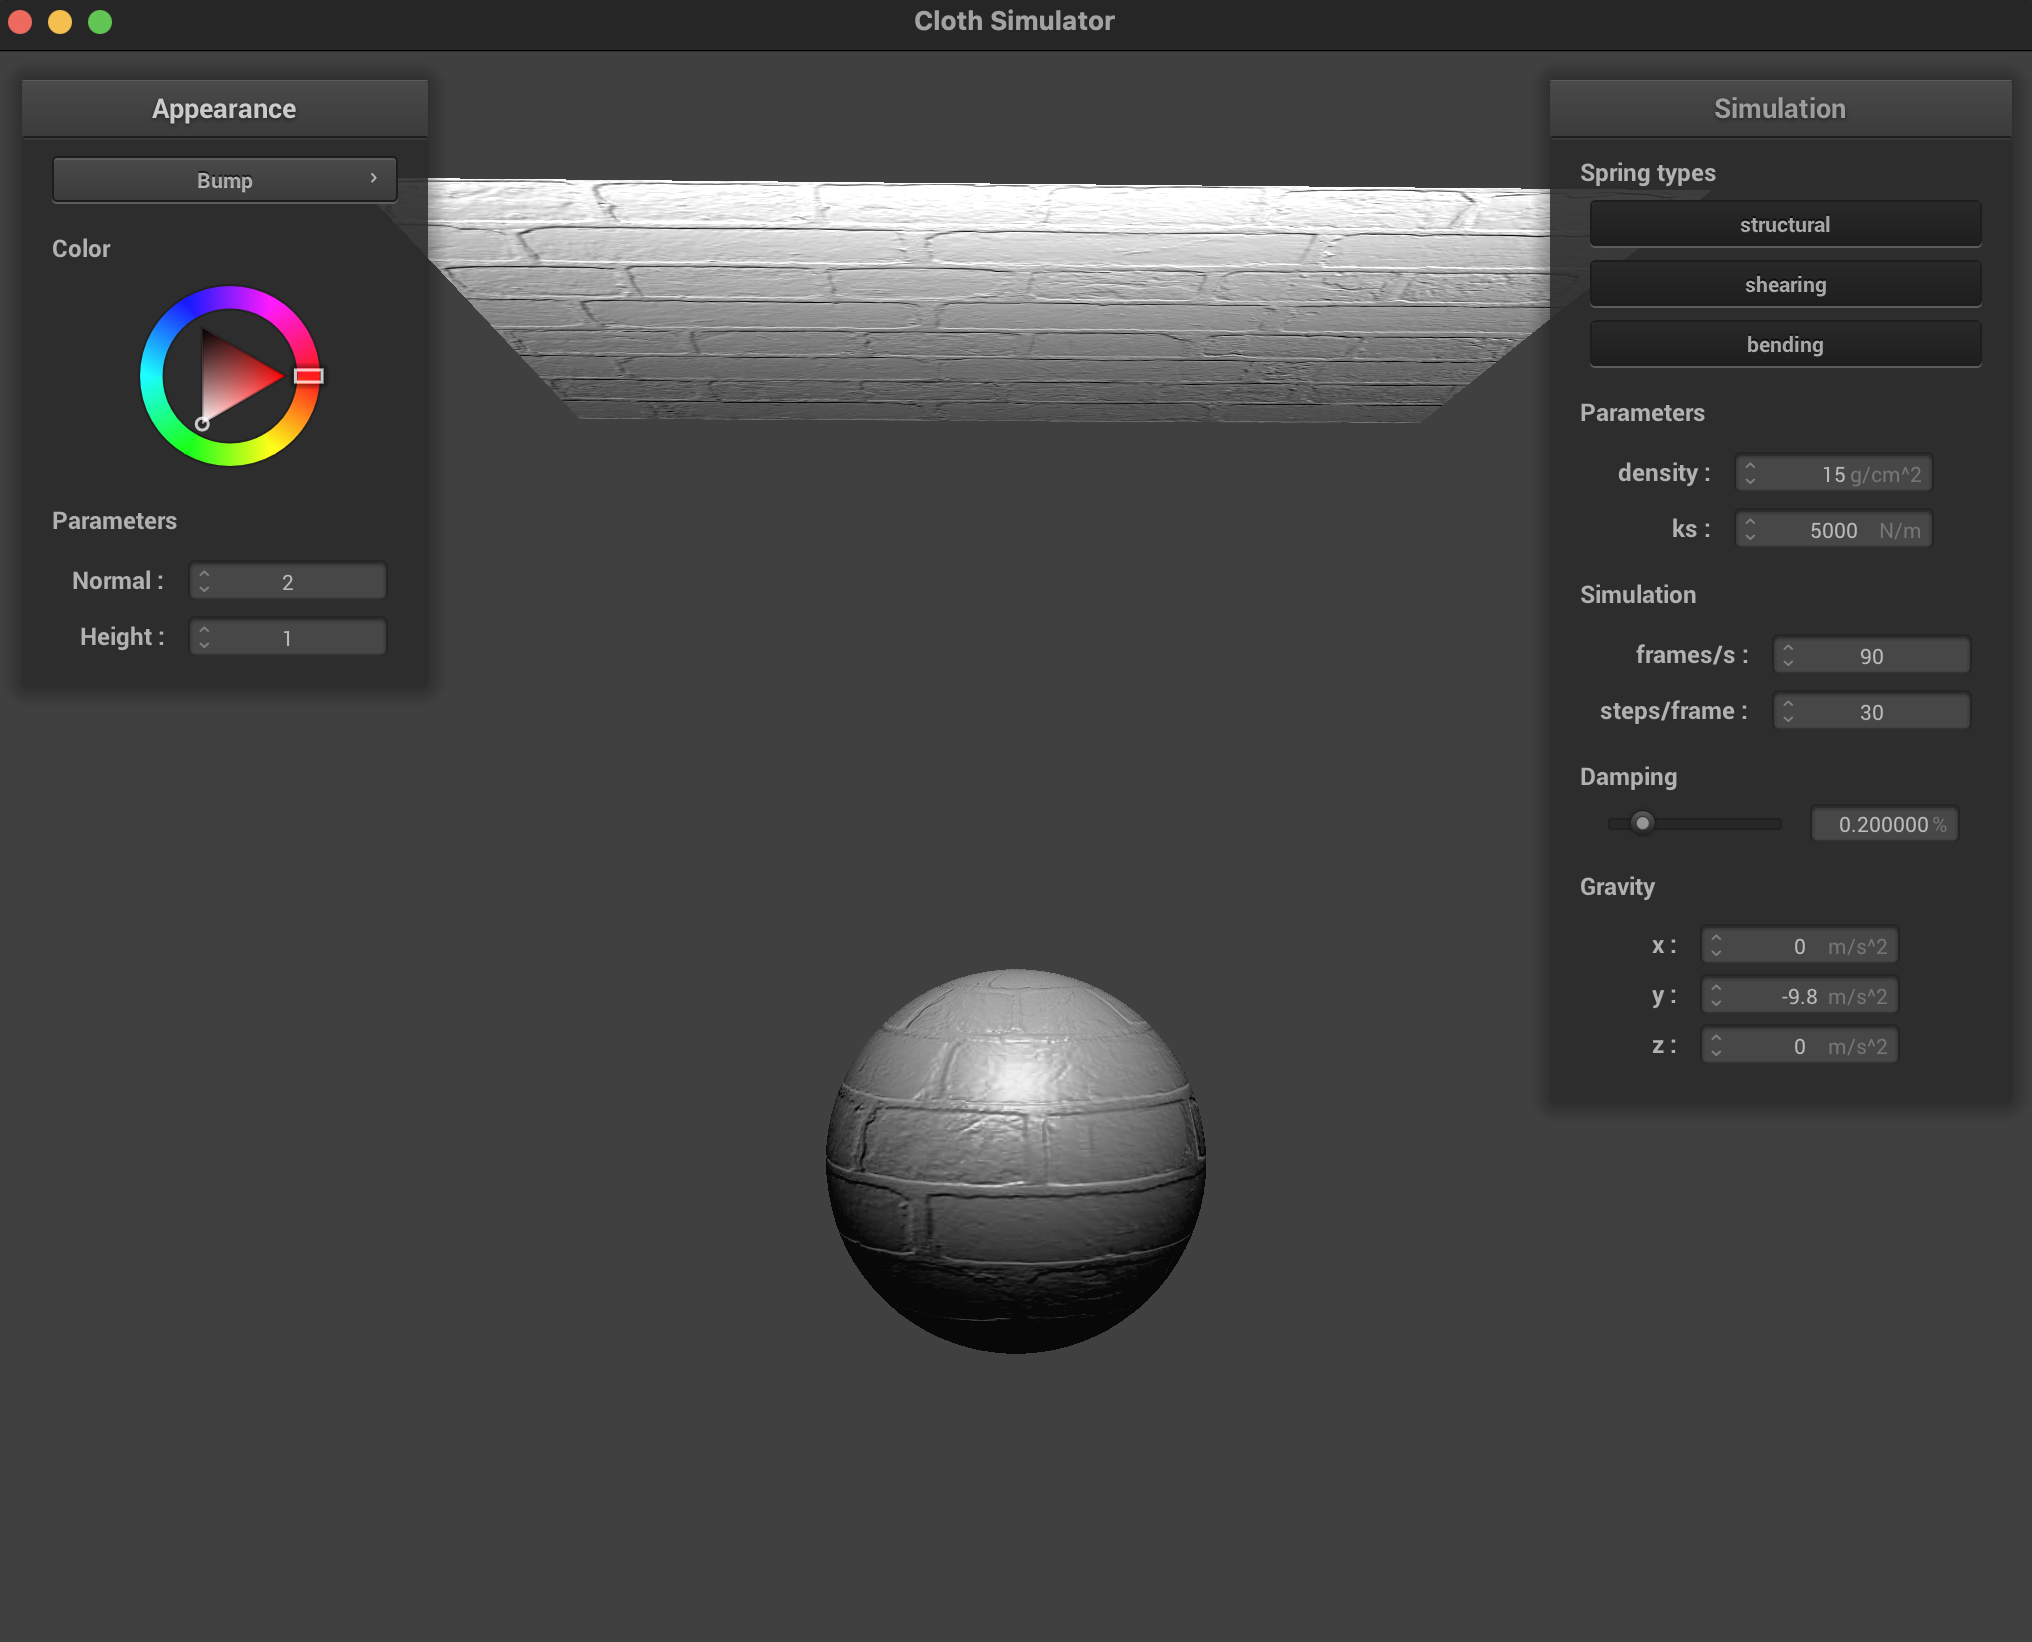 Cloth Simulator
Appearance
Bump
Color
Parameters
Normal : 2
Height : 1
Simulation
Spring types
structural
shearing
bending
Parameters
density : 15 g/cm^2
ks : 5000 N/m
Simulation
frames/s : 90
steps/frame : 30
Damping
0.200000 %
Gravity
x : 0 m/s^2
y : -9.8 m/s^2
z : 0 m/s^2